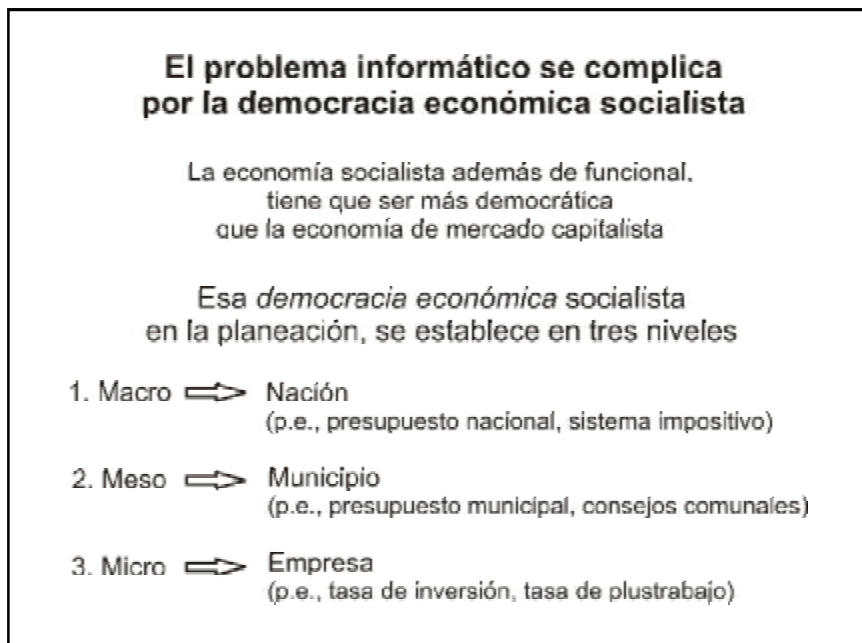 El problema informático se complica
por la democracia económica socialista
La economía socialista además de funcional,
tiene que ser más democrática
que la economía de mercado capitalista
Esa democracia económica socialista
en la planeación, se establece en tres niveles
1. Macro ⇒ Nación
(p.e., presupuesto nacional, sistema impositivo)
2. Meso ⇒ Municipio
(p.e., presupuesto municipal, consejos comunales)
3. Micro ⇒ Empresa
(p.e., tasa de inversión, tasa de plustrabajo)